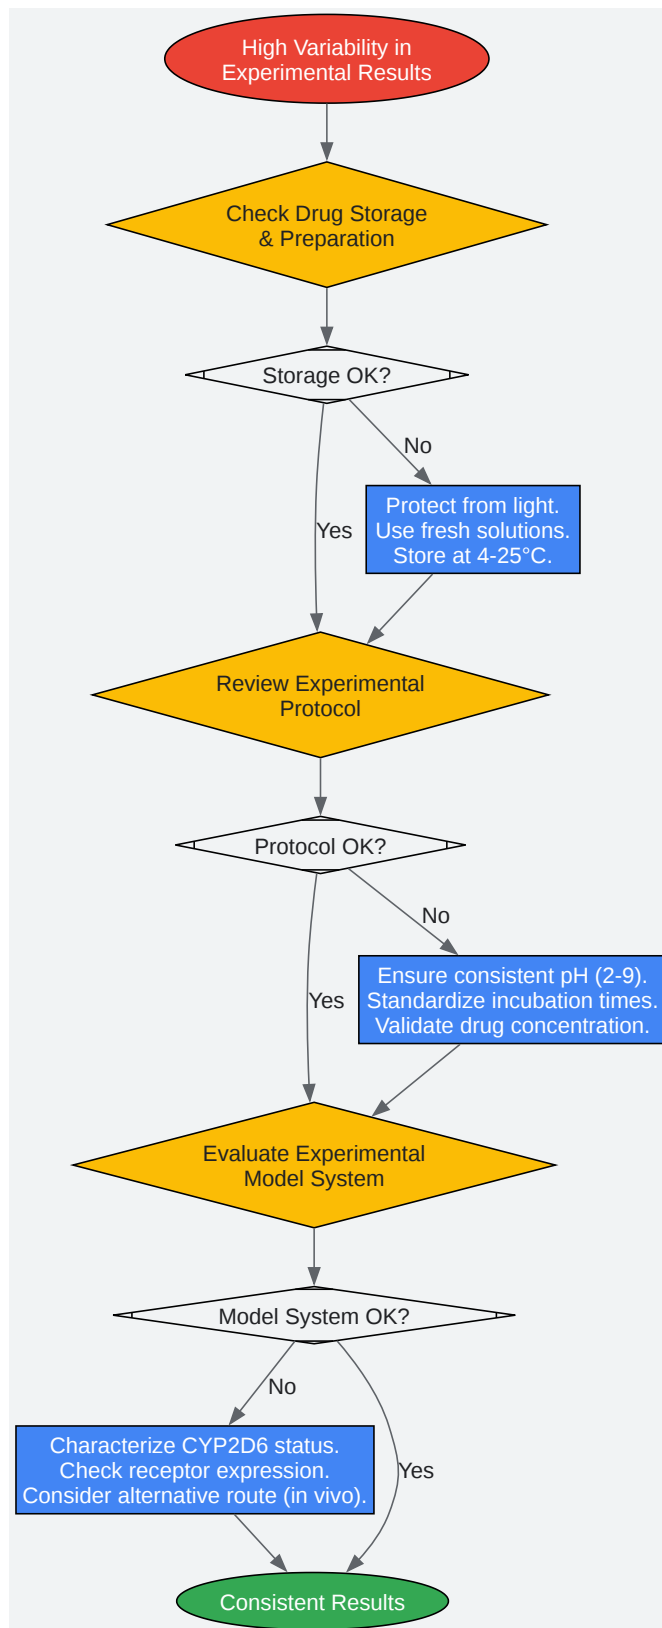 High Variability in
Experimental Results
Check Drug Storage
& Preparation
Storage OK?
No
Yes
Protect from light.
Use fresh solutions.
Store at 4-25°C.
Review Experimental
Protocol
Protocol OK?
No
Yes
Ensure consistent pH (2-9).
Standardize incubation times.
Validate drug concentration.
Evaluate Experimental
Model System
Model System OK?
No
Yes
Characterize CYP2D6 status.
Check receptor expression.
Consider alternative route (in vivo).
Consistent Results